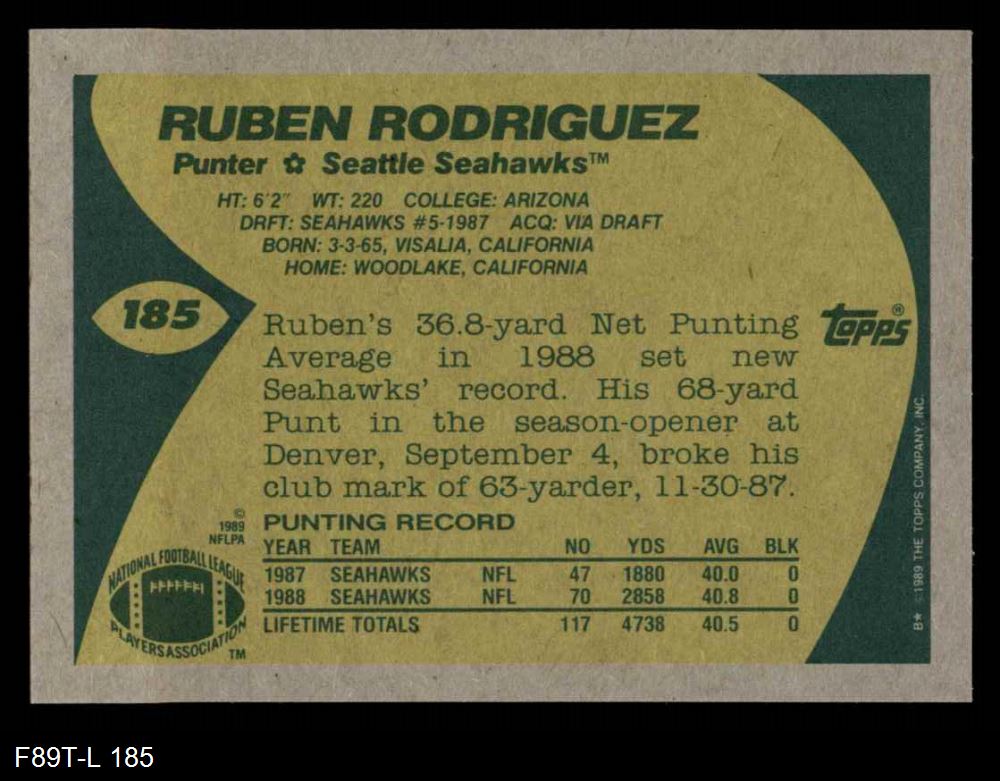 RUBEN RODRIGUEZ
Punter ✿ Seattle Seahawks™
HT: 6'2" WT: 220 COLLEGE: ARIZONA
DRFT: SEAHAWKS #5-1987 ACQ: VIA DRAFT
BORN: 3-3-65, VISALIA, CALIFORNIA
HOME: WOODLAKE, CALIFORNIA
185
Ruben's 36.8-yard Net Punting
Average in 1988 set new
Seahawks' record. His 68-yard
Punt in the season-opener at
Denver, September 4, broke his
club mark of 63-yarder, 11-30-87.
topps®
© 1989 NFLPA
NATIONAL FOOTBALL LEAGUE
PLAYERS ASSOCIATION
TM
PUNTING RECORD
YEAR TEAM NO YDS AVG BLK
1987 SEAHAWKS NFL 47 1880 40.0 0
1988 SEAHAWKS NFL 70 2858 40.8 0
LIFETIME TOTALS 117 4738 40.5 0
B* ©1989 THE TOPPS COMPANY, INC.
F89T-L 185